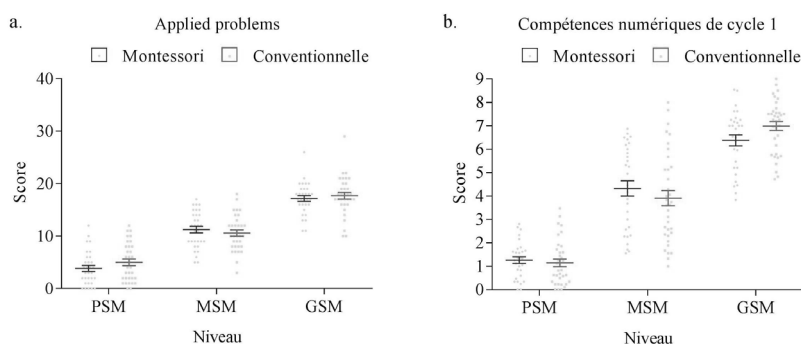 a.
Applied problems
Montessori Conventionnelle
40
30
20
10
0
Score
PSM MSM GSM
Niveau
b.
Compétences numériques de cycle 1
Montessori Conventionnelle
9
8
7
6
5
4
3
2
1
0
Score
PSM MSM GSM
Niveau